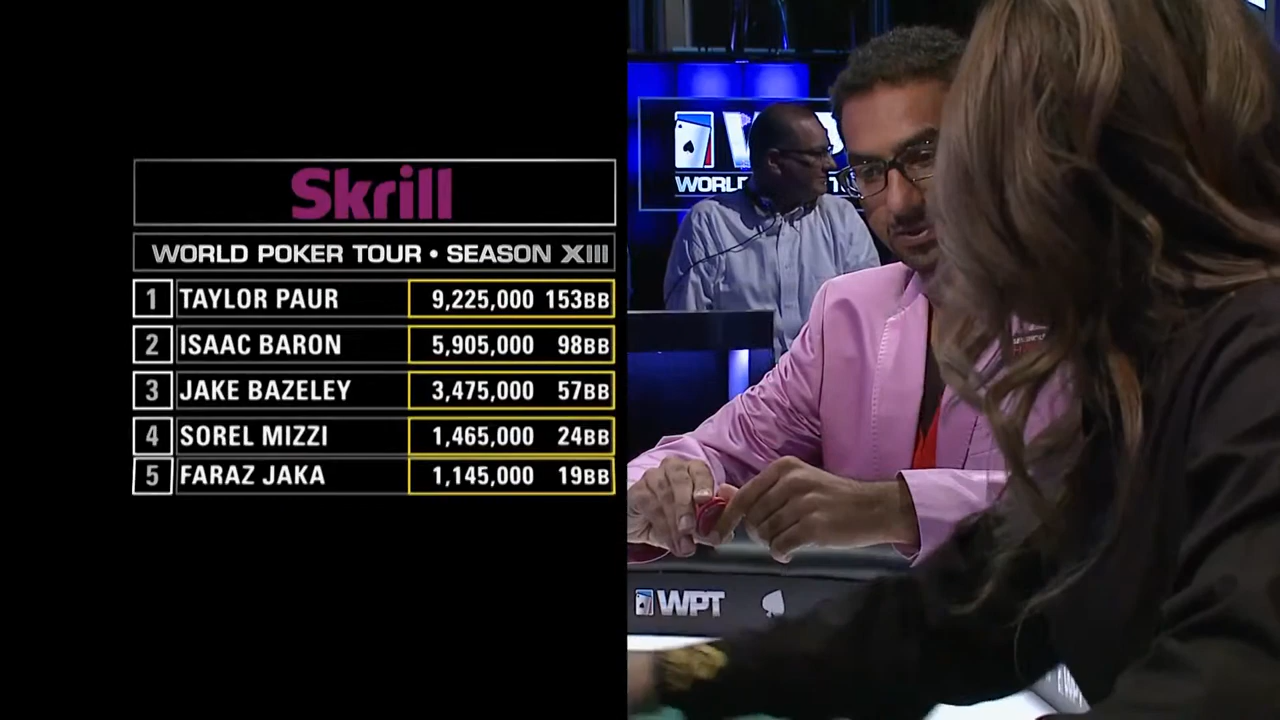 Skrill
WORLD POKER TOUR • SEASON XIII
1 TAYLOR PAUR 9,225,000 153BB
2 ISAAC BARON 5,905,000 98BB
3 JAKE BAZELEY 3,475,000 57BB
4 SOREL MIZZI 1,465,000 24BB
5 FARAZ JAKA 1,145,000 19BB
WPT